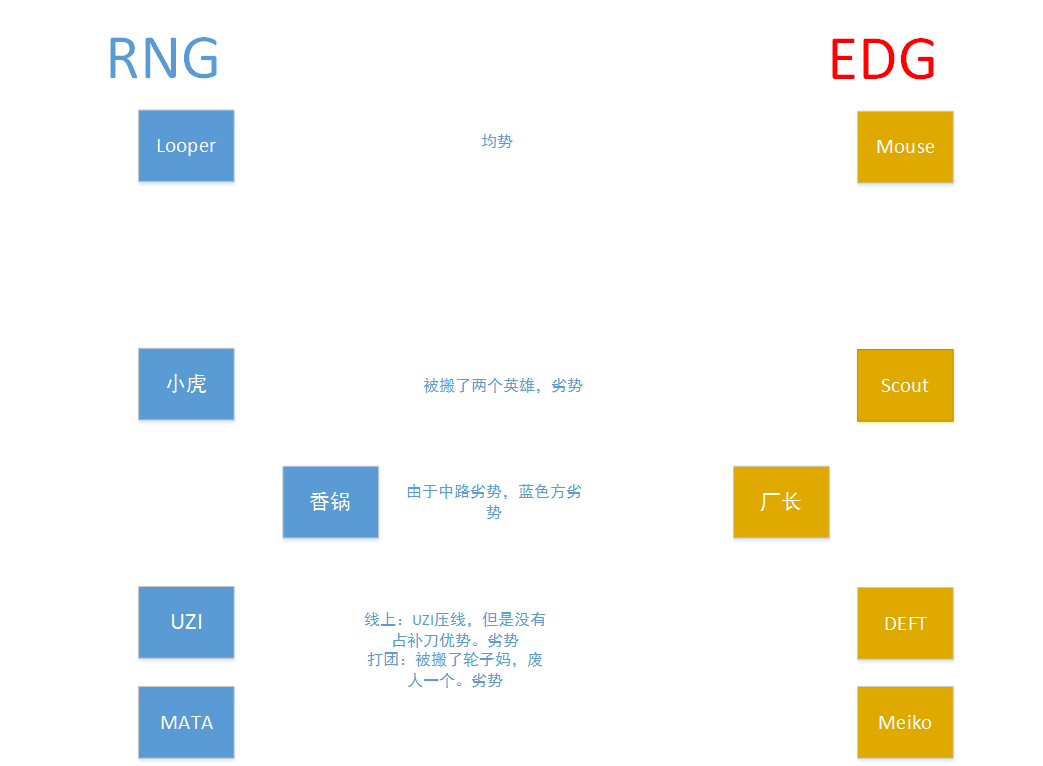 RNG
EDG
Looper
均势
Mouse
小虎
被搬了两个英雄，劣势
Scout
香锅
由于中路劣势，蓝色方劣
势
厂长
UZI
线上：UZI压线，但是没有
占补刀优势。劣势
打团：被搬了轮子妈，废
人一个。劣势
DEFT
MATA
Meiko